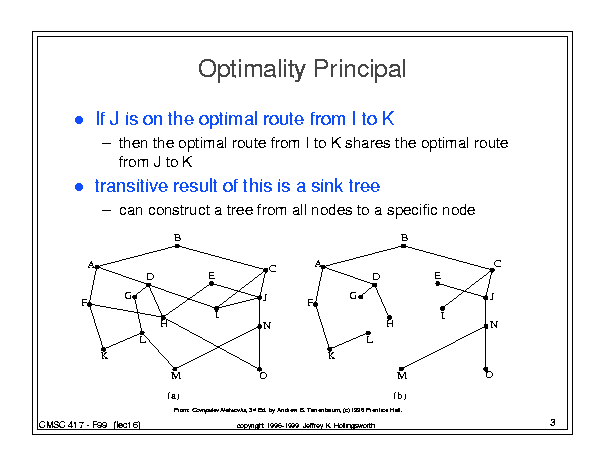 Optimality Principal
● If J is on the optimal route from I to K
– then the optimal route from I to K shares the optimal route
from J to K
● transitive result of this is a sink tree
– can construct a tree from all nodes to a specific node
B B
A D E C A D E C
F G H I J F G H I J
L N L N
K M O K M O
(a) (b)
From: Computer Networks, 3rd Ed. by Andrew S. Tanenbaum, (c)1996 Prentice Hall.
CMSC 417 - F99 (lect6) copyright 1996-1999 Jeffrey K. Hollingsworth 3